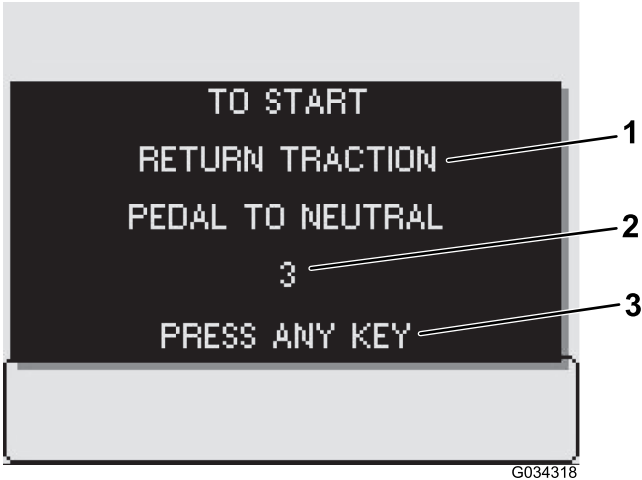 TO START
RETURN TRACTION
1
PEDAL TO NEUTRAL
2
3
PRESS ANY KEY
3
G034318